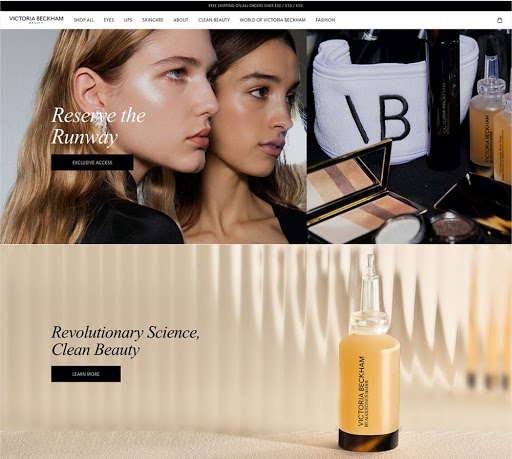 FREE SHIPPING ON ALL ORDERS OVER £50 / $50 / €50
VICTORIA BECKHAM
BEAUTY
SHOP ALL EYES LIPS SKINCARE ABOUT CLEAN BEAUTY WORLD OF VICTORIA BECKHAM FASHION
Reserve the
Runway
EXCLUSIVE ACCESS
\B
VICTORIA BECKHAM
Revolutionary Science,
Clean Beauty
LEARN MORE
VICTORIA BECKHAM
BY AUGUSTINUS BADER